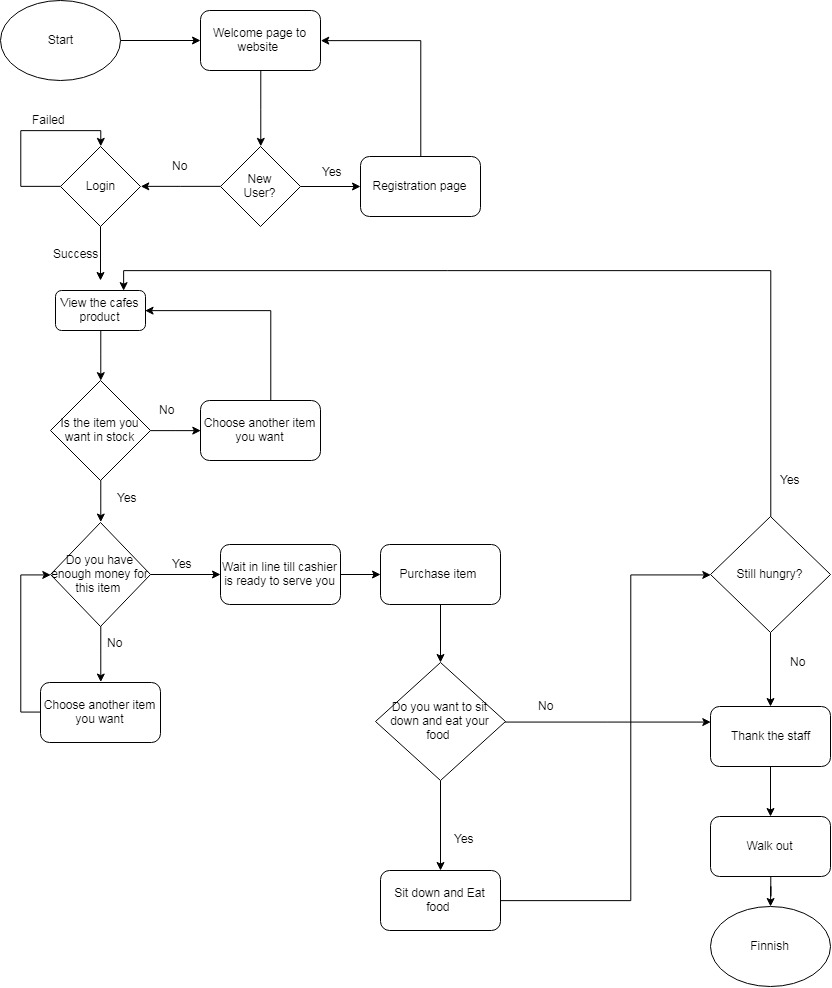 Start
Welcome page to
website
Failed
Login
No
New
User?
Yes
Registration page
Success
View the cafes
product
Is the item you
want in stock
No
Choose another item
you want
Yes
Do you have
enough money for
this item
Yes
Wait in line till cashier
is ready to serve you
Purchase item
Yes
Still hungry?
No
No
Choose another item
you want
Do you want to sit
down and eat your
food
No
Thank the staff
Yes
Walk out
Sit down and Eat
food
Finnish